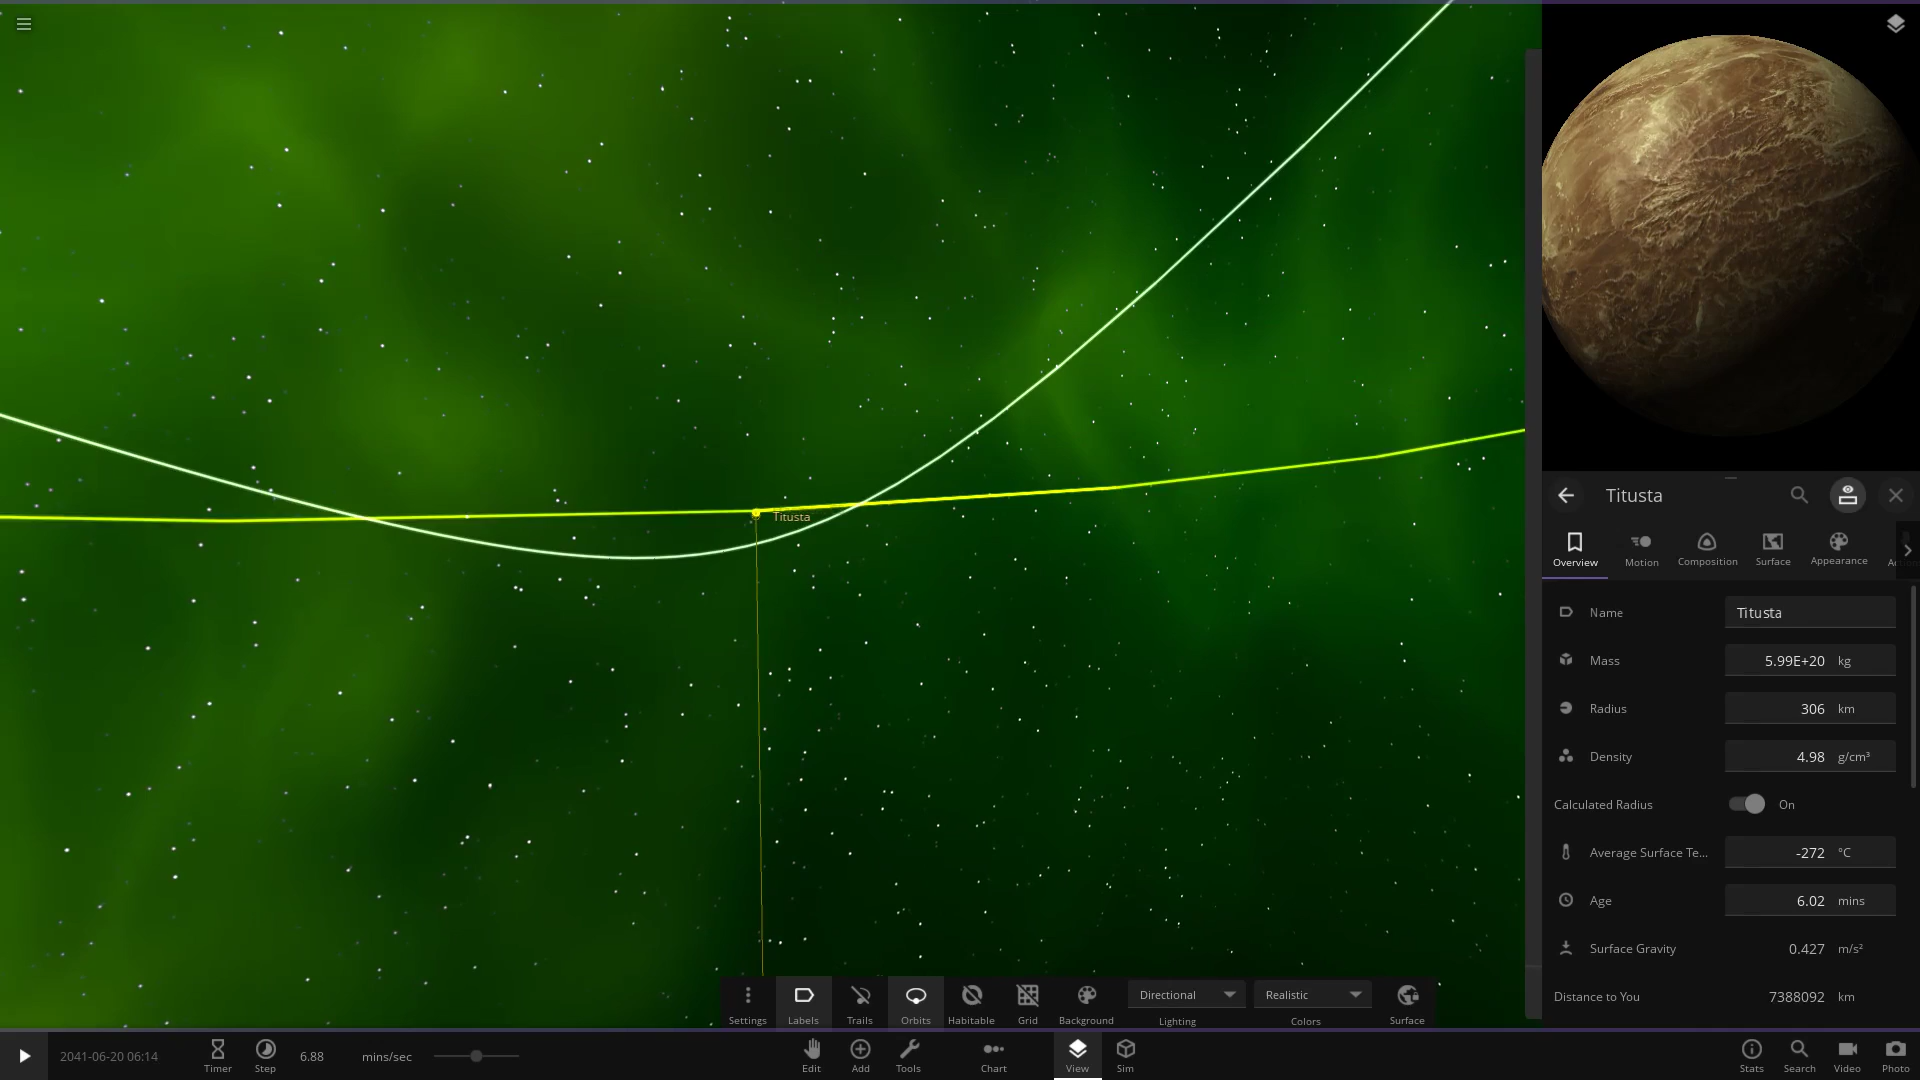 Titusta
Titusta
Overview
Motion
Composition
Surface
Appearance
Name
Titusta
Mass
5.99E+20 kg
Radius
306 km
Density
4.98 g/cm³
Calculated Radius
On
Average Surface Te...
-272 °C
Age
6.02 mins
Surface Gravity
0.427 m/s²
Distance to You
7388092 km
Settings
Labels
Trails
Orbits
Habitable
Grid
Background
Directional
Lighting
Realistic
Colors
Surface
2041-06-20 06:14
Timer
Step
6.88 mins/sec
Edit
Add
Tools
Chart
View
Sim
Stats
Search
Video
Photo